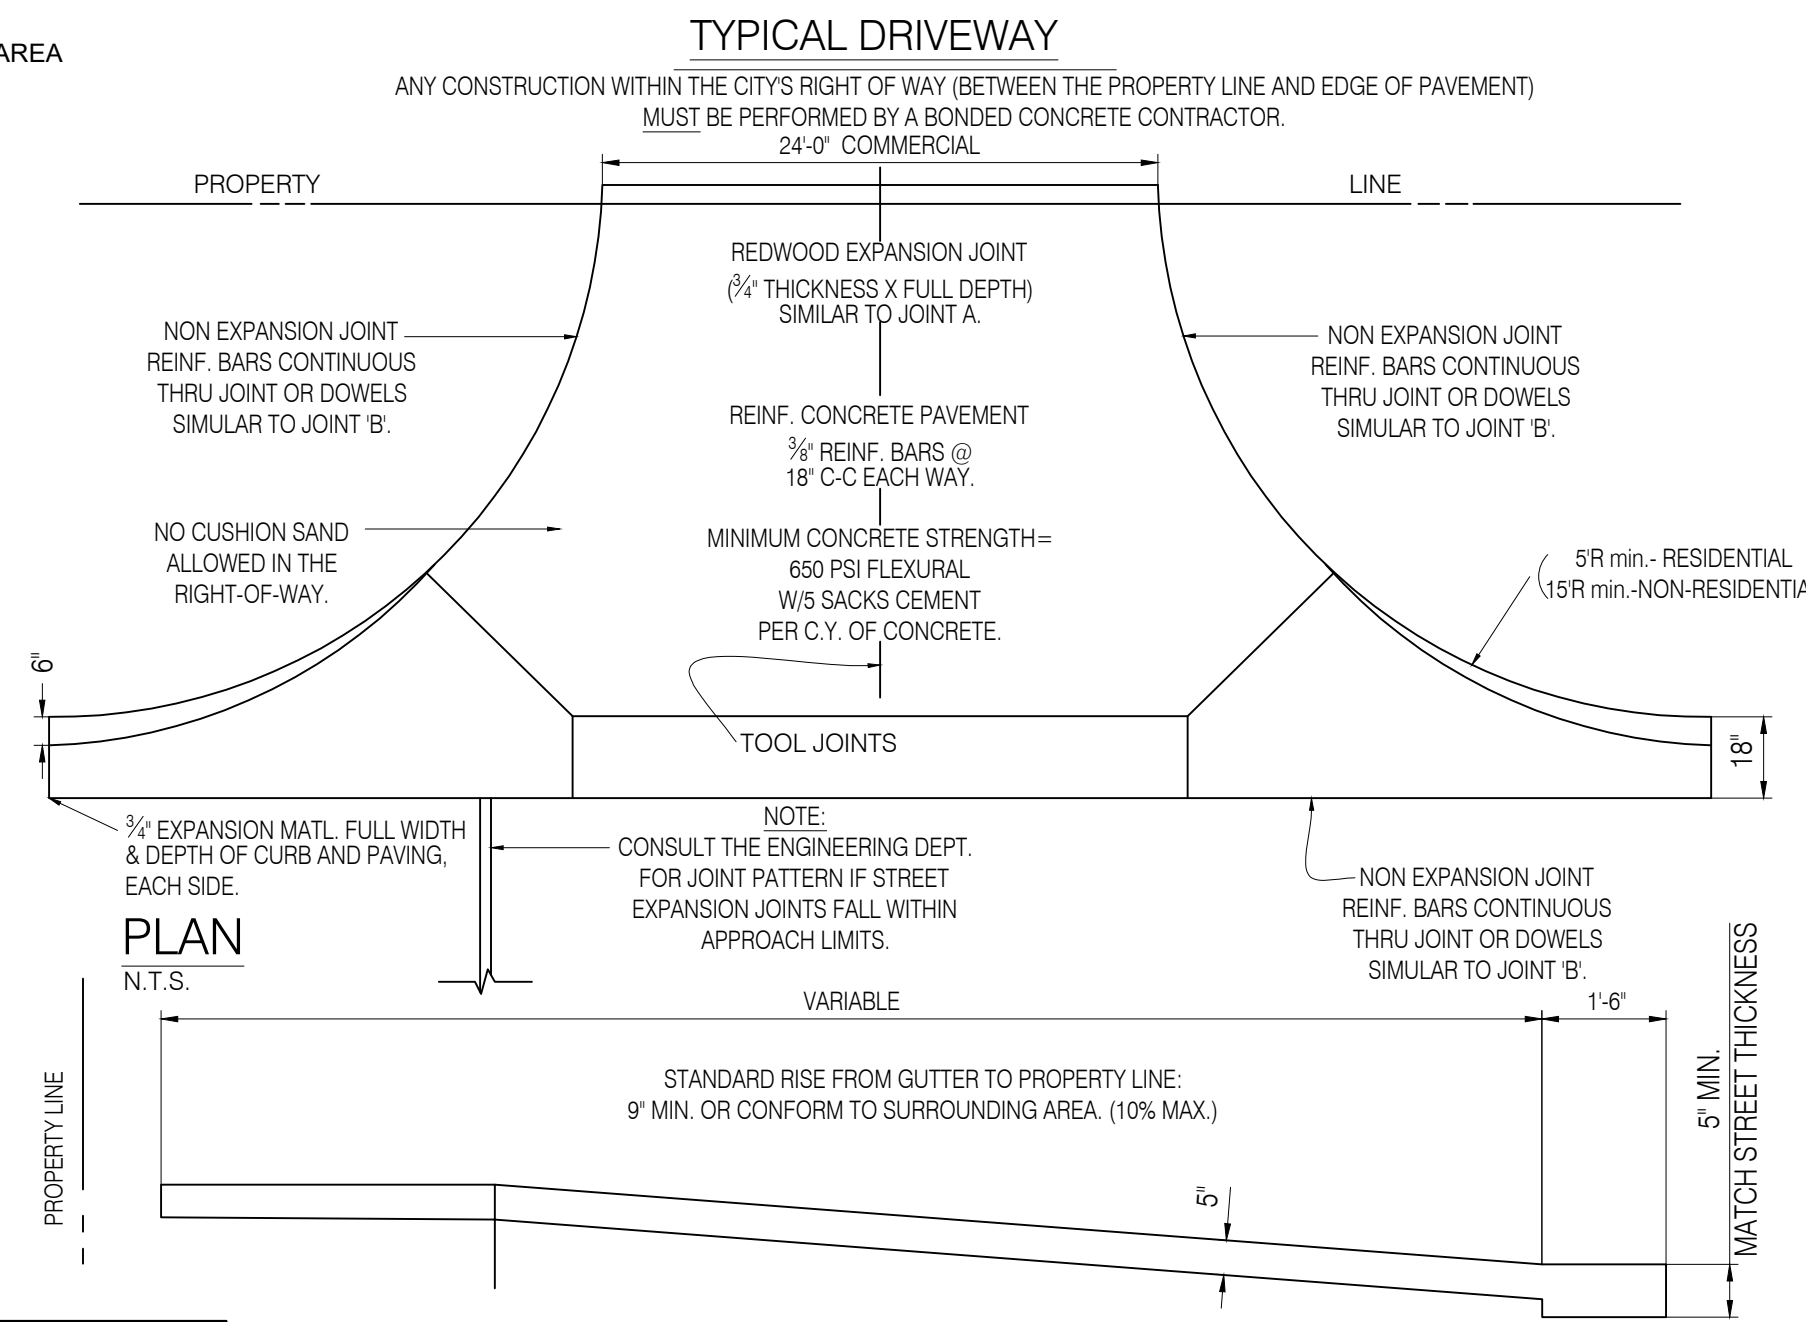 AREA
TYPICAL DRIVEWAY
ANY CONSTRUCTION WITHIN THE CITY'S RIGHT OF WAY (BETWEEN THE PROPERTY LINE AND EDGE OF PAVEMENT)
MUST BE PERFORMED BY A BONDED CONCRETE CONTRACTOR.
24'-0" COMMERCIAL
PROPERTY
LINE
REDWOOD EXPANSION JOINT
(3/4" THICKNESS X FULL DEPTH)
SIMILAR TO JOINT A.
NON EXPANSION JOINT
REINF. BARS CONTINUOUS
THRU JOINT OR DOWELS
SIMULAR TO JOINT 'B'.
NON EXPANSION JOINT
REINF. BARS CONTINUOUS
THRU JOINT OR DOWELS
SIMULAR TO JOINT 'B'.
REINF. CONCRETE PAVEMENT
3/8" REINF. BARS @
18" C-C EACH WAY.
NO CUSHION SAND
ALLOWED IN THE
RIGHT-OF-WAY.
MINIMUM CONCRETE STRENGTH=
650 PSI FLEXURAL
W/5 SACKS CEMENT
PER C.Y. OF CONCRETE.
5'R min.- RESIDENTIAL
15'R min.-NON-RESIDENTIA
6"
TOOL JOINTS
18"
3/4" EXPANSION MATL. FULL WIDTH
& DEPTH OF CURB AND PAVING,
EACH SIDE.
NOTE:
CONSULT THE ENGINEERING DEPT.
FOR JOINT PATTERN IF STREET
EXPANSION JOINTS FALL WITHIN
APPROACH LIMITS.
NON EXPANSION JOINT
REINF. BARS CONTINUOUS
THRU JOINT OR DOWELS
SIMULAR TO JOINT 'B'.
PLAN
N.T.S.
VARIABLE
1'-6"
PROPERTY LINE
STANDARD RISE FROM GUTTER TO PROPERTY LINE:
9" MIN. OR CONFORM TO SURROUNDING AREA. (10% MAX.)
5"
5" MIN.
MATCH STREET THICKNESS